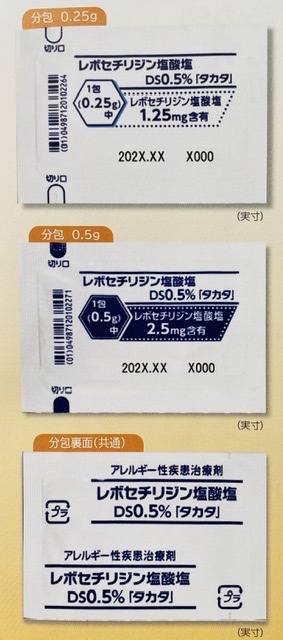 分包 0.25g
切り口
レボセチリジン塩酸塩
DS0.5%「タカタ」
1包
(0.25g)
中
レボセチリジン塩酸塩
1.25mg含有
(01)04987120102264
202X.XX X000
切り口
(実寸)
分包 0.5g
切り口
レボセチリジン塩酸塩
DS0.5%「タカタ」
1包
(0.5g)
中
レボセチリジン塩酸塩
2.5mg含有
(01)04987120102271
202X.XX X000
切り口
(実寸)
分包裏面(共通)
アレルギー性疾患治療剤
レボセチリジン塩酸塩
DS0.5%「タカタ」
プラ
アレルギー性疾患治療剤
レボセチリジン塩酸塩
DS0.5%「タカタ」
プラ
(実寸)